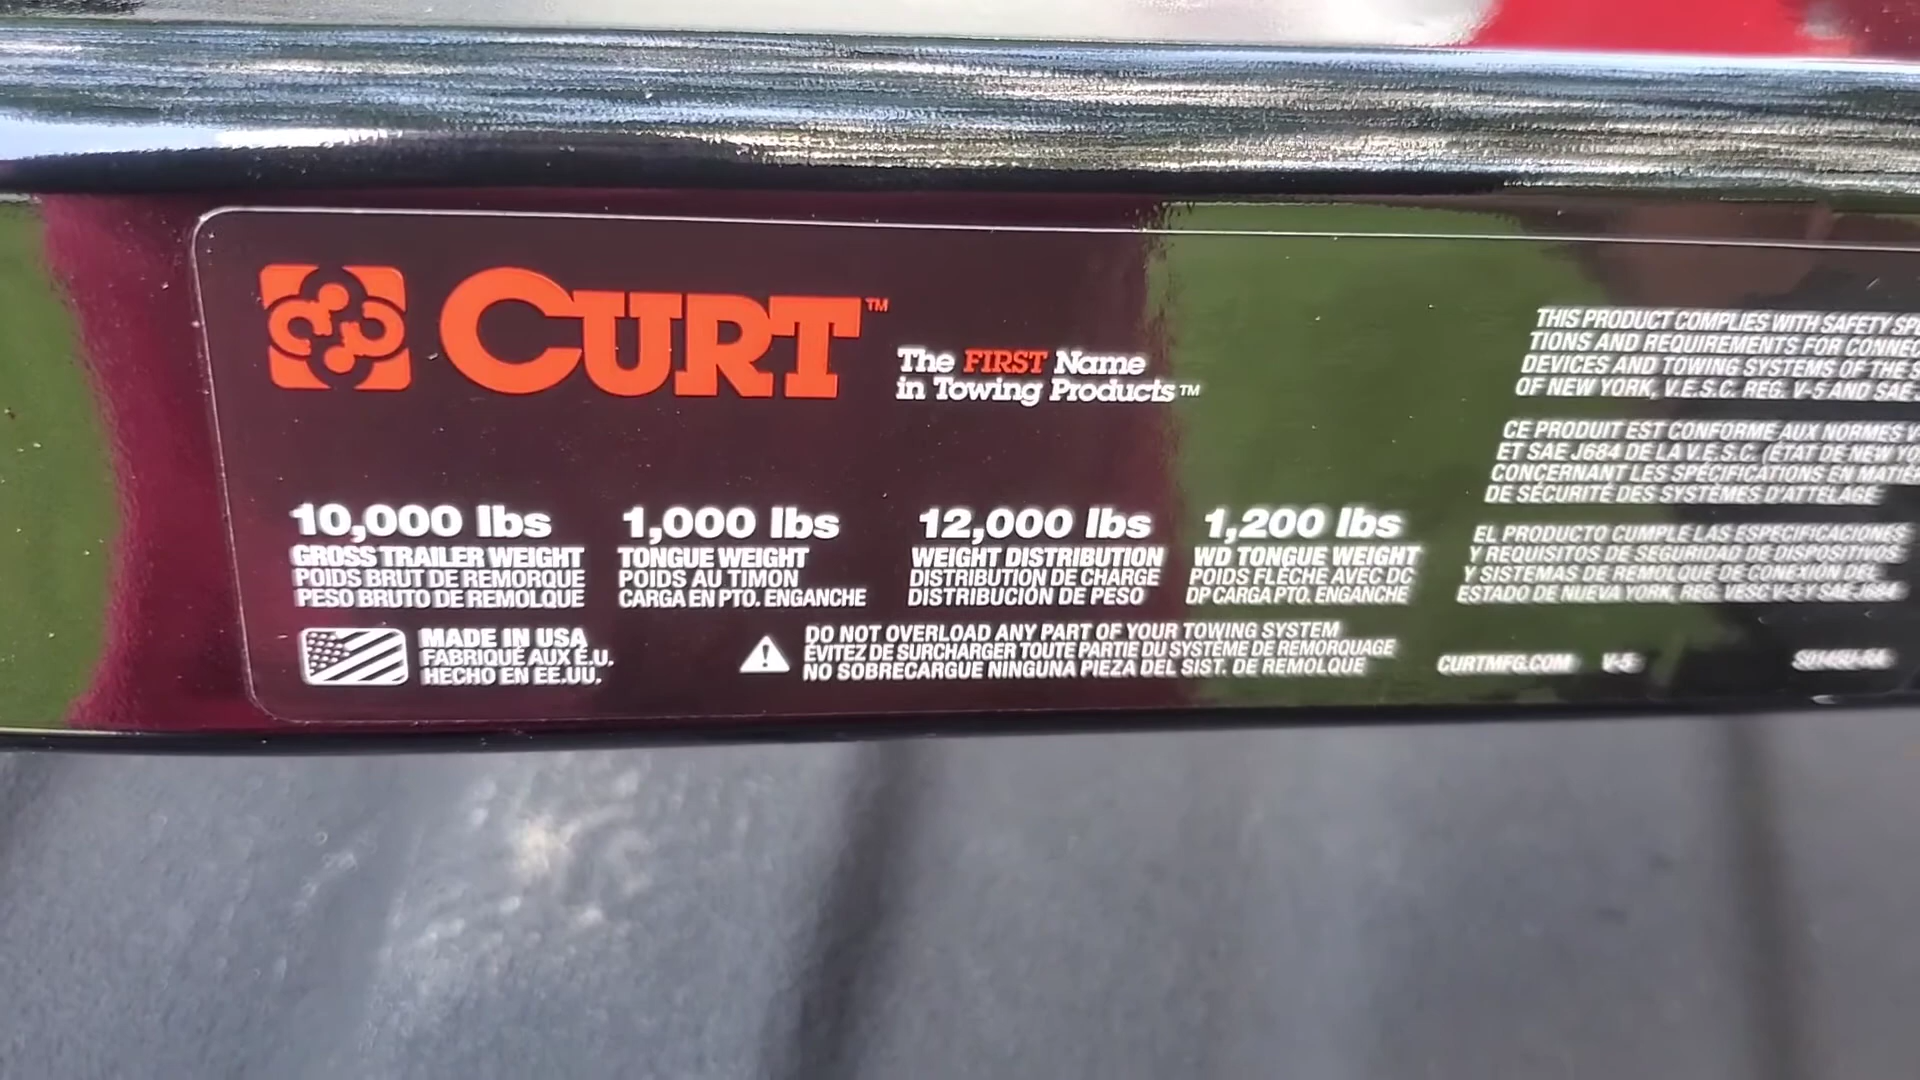 CURT™
The FIRST Name
in Towing Products™
10,000 lbs
GROSS TRAILER WEIGHT
POIDS BRUT DE REMORQUE
PESO BRUTO DE REMOLQUE
1,000 lbs
TONGUE WEIGHT
POIDS AU TIMON
CARGA EN PTO. ENGANCHE
12,000 lbs
WEIGHT DISTRIBUTION
DISTRIBUTION DE CHARGE
DISTRIBUCIÓN DE PESO
1,200 lbs
WD TONGUE WEIGHT
POIDS FLÈCHE AVEC DC
DP CARGA PTO. ENGANCHE
MADE IN USA
FABRIQUÉ AUX É.U.
HECHO EN EE.UU.
DO NOT OVERLOAD ANY PART OF YOUR TOWING SYSTEM
ÉVITEZ DE SURCHARGER TOUTE PARTIE DU SYSTÈME DE REMORQUAGE
NO SOBRECARGUE NINGUNA PIEZA DEL SIST. DE REMOLQUE
THIS PRODUCT COMPLIES WITH SAFETY
TIONS AND REQUIREMENTS FOR
DEVICES AND TOWING SYSTEMS OF THE
OF NEW YORK, V.E.S.C. REG. V-5 AND SAE
CE PRODUIT EST CONFORME AUX NORMES
ET SAE J684 DE LA V.E.S.C. (ÉTAT DE NEW
CONCERNANT LES SPÉCIFICATIONS EN
DE SÉCURITÉ DES SYSTÈMES D'ATTELAGE
EL PRODUCTO CUMPLE LAS ESPECIFICACIONES
Y REQUISITOS DE SEGURIDAD DE DISPOSITIVOS
Y SISTEMAS DE REMOLQUE DE CONEXIÓN DEL
ESTADO DE NUEVA YORK, REG. VESC V-5 Y SAE J684
CURTMFG.COM V-5